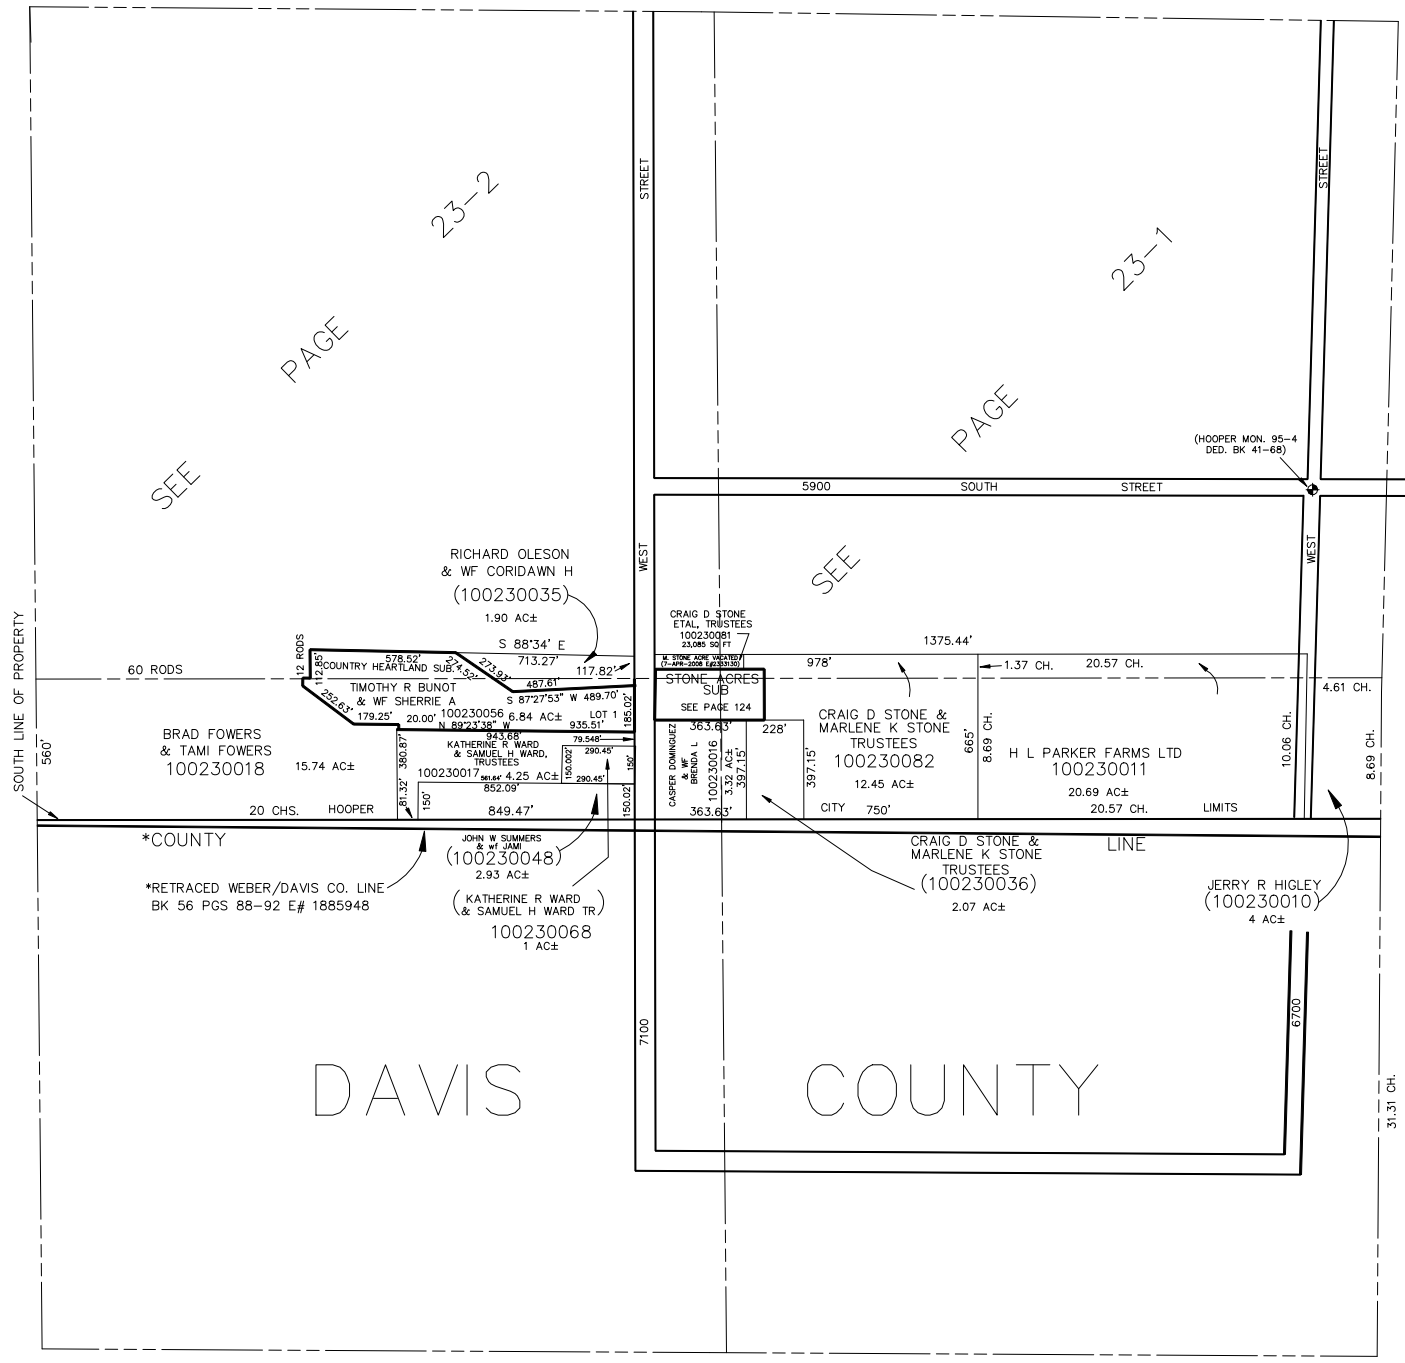 STREET
STREET
23-2
23-1
PAGE
PAGE
SEE
SEE
(HOOPER MON. 95-4
DED. BK 41-68)
5900 SOUTH STREET
WEST
WEST
RICHARD OLESON
& WF CORIDAWN H
(100230035)
1.90 AC±
S 88°34' E
713.27'
117.82'
CRAIG D STONE
ETAL, TRUSTEES
100230081
23,085 SQ FT
M. STONE ACRE VACATED
(7-APR-2008 E#2333130)
1375.44'
978'
1.37 CH.
20.57 CH.
4.61 CH.
SOUTH LINE OF PROPERTY
60 RODS
12 RODS
112.85'
578.52'
COUNTRY HEARTLAND SUB.
274.52'
273.93'
487.61'
S 87°27'53" W 489.70'
TIMOTHY R BUNOT
& WF SHERRIE A
100230056 6.84 AC±
LOT 1
185.02'
252.63'
179.25'
20.00'
N 89°23'38" W
935.51'
STONE ACRES
SUB
SEE PAGE 124
363.63'
228'
BRAD FOWERS
& TAMI FOWERS
100230018
15.74 AC±
560'
380.87'
943.68'
79.548'
KATHERINE R WARD
& SAMUEL H WARD,
TRUSTEES
100230017
561.64'
4.25 AC±
150.002'
290.45'
150'
290.45'
852.09'
81.32'
150'
849.47'
150.02'
CASPER DOMINGUEZ
& WF
BRENDA L
100230016
3.32 AC±
397.15'
363.63'
397.15'
CRAIG D STONE &
MARLENE K STONE
TRUSTEES
100230082
12.45 AC±
665'
8.69 CH.
H L PARKER FARMS LTD
100230011
20.69 AC±
10.06 CH.
8.69 CH.
20 CHS.
HOOPER
CITY
750'
20.57 CH.
LIMITS
*COUNTY
LINE
JOHN W SUMMERS
& wf JAMI
(100230048)
2.93 AC±
*RETRACED WEBER/DAVIS CO. LINE
BK 56 PGS 88-92 E# 1885948
(KATHERINE R WARD
& SAMUEL H WARD TR)
100230068
1 AC±
CRAIG D STONE &
MARLENE K STONE
TRUSTEES
(100230036)
2.07 AC±
JERRY R HIGLEY
(100230010)
4 AC±
7100
6700
DAVIS COUNTY
31.31 CH.